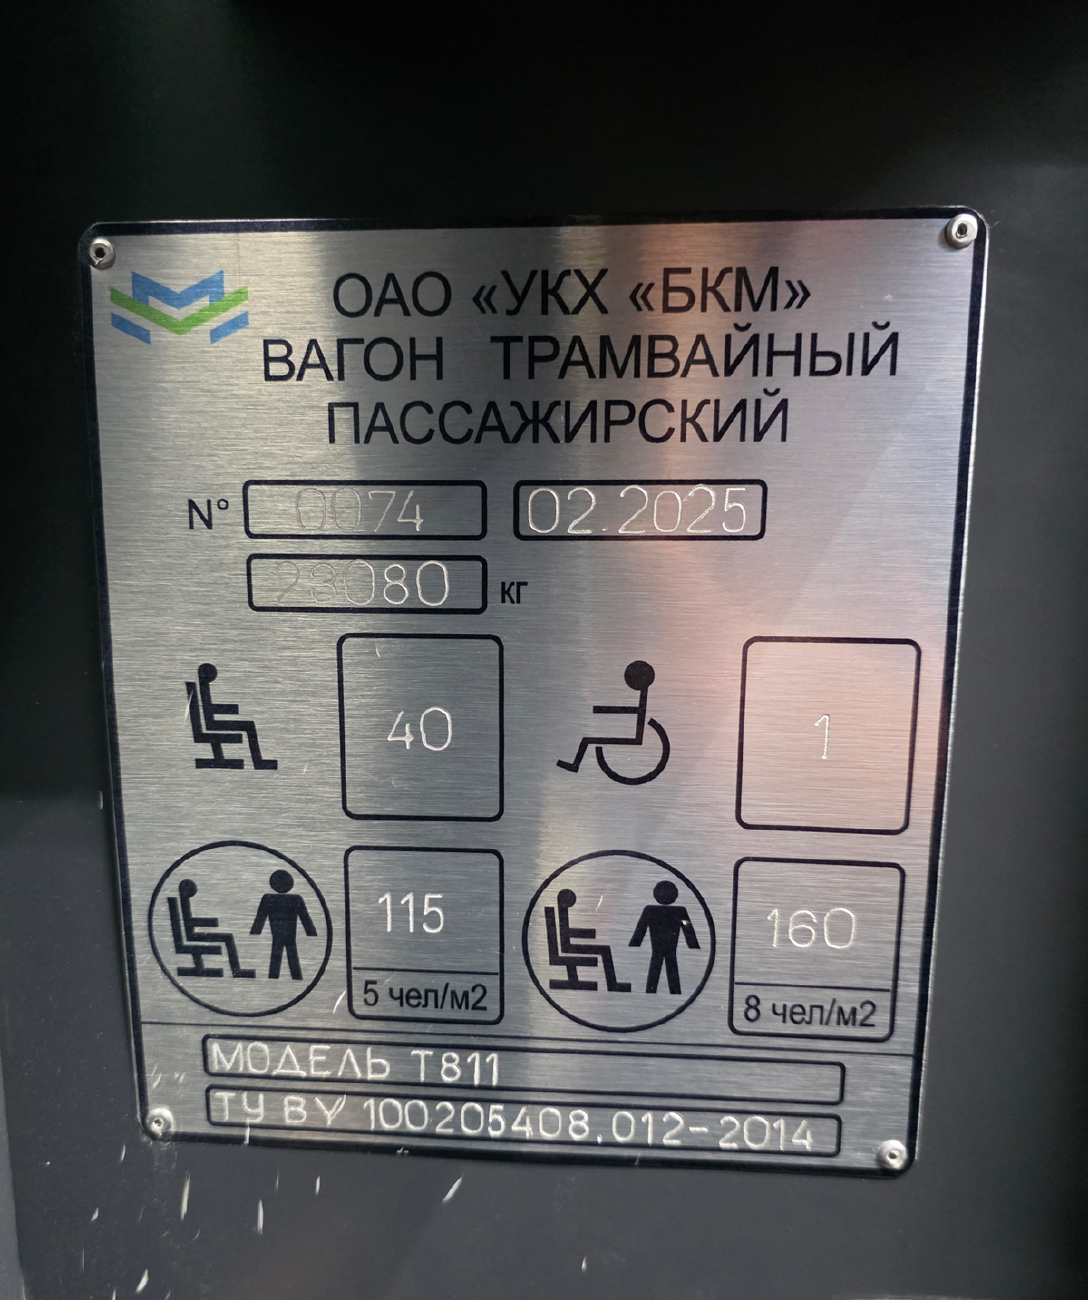 ОАО «УКХ «БКМ»
ВАГОН ТРАМВАЙНЫЙ
ПАССАЖИРСКИЙ
N° 0074 02.2025
23080 кг
40 1
115 160
5 чел/м2 8 чел/м2
МОДЕЛЬ Т811
ТУ BY 100205408.012-2014